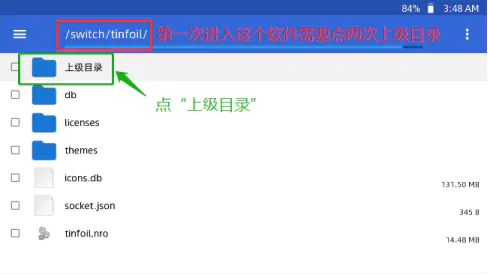 84% 3:48 AM
/switch/tinfoil/ 第一次进入这个软件需要点两次上级目录
上级目录
db
点“上级目录”
licenses
themes
icons.db 131.50 MB
socket.json 345 B
tinfoil.nro 14.48 MB